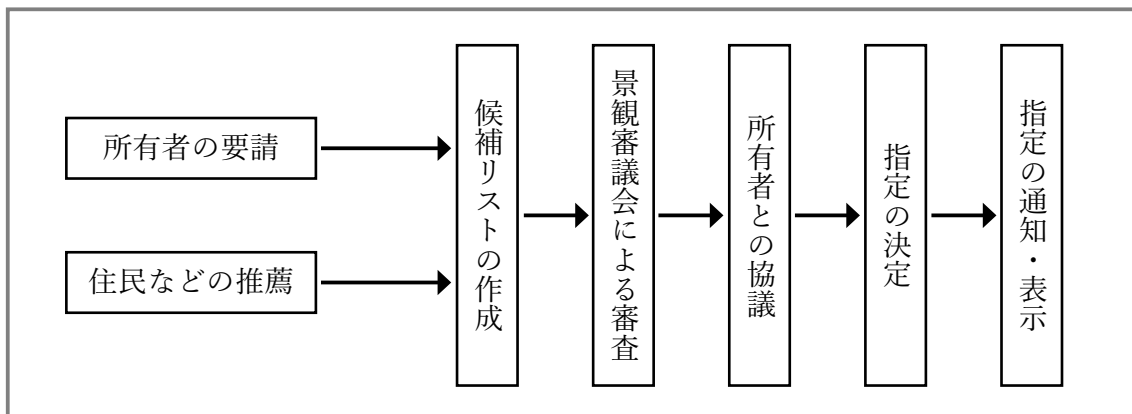 所有者の要請
住民などの推薦
候補リストの作成
景観審議会による審査
所有者との協議
指定の決定
指定の通知・表示